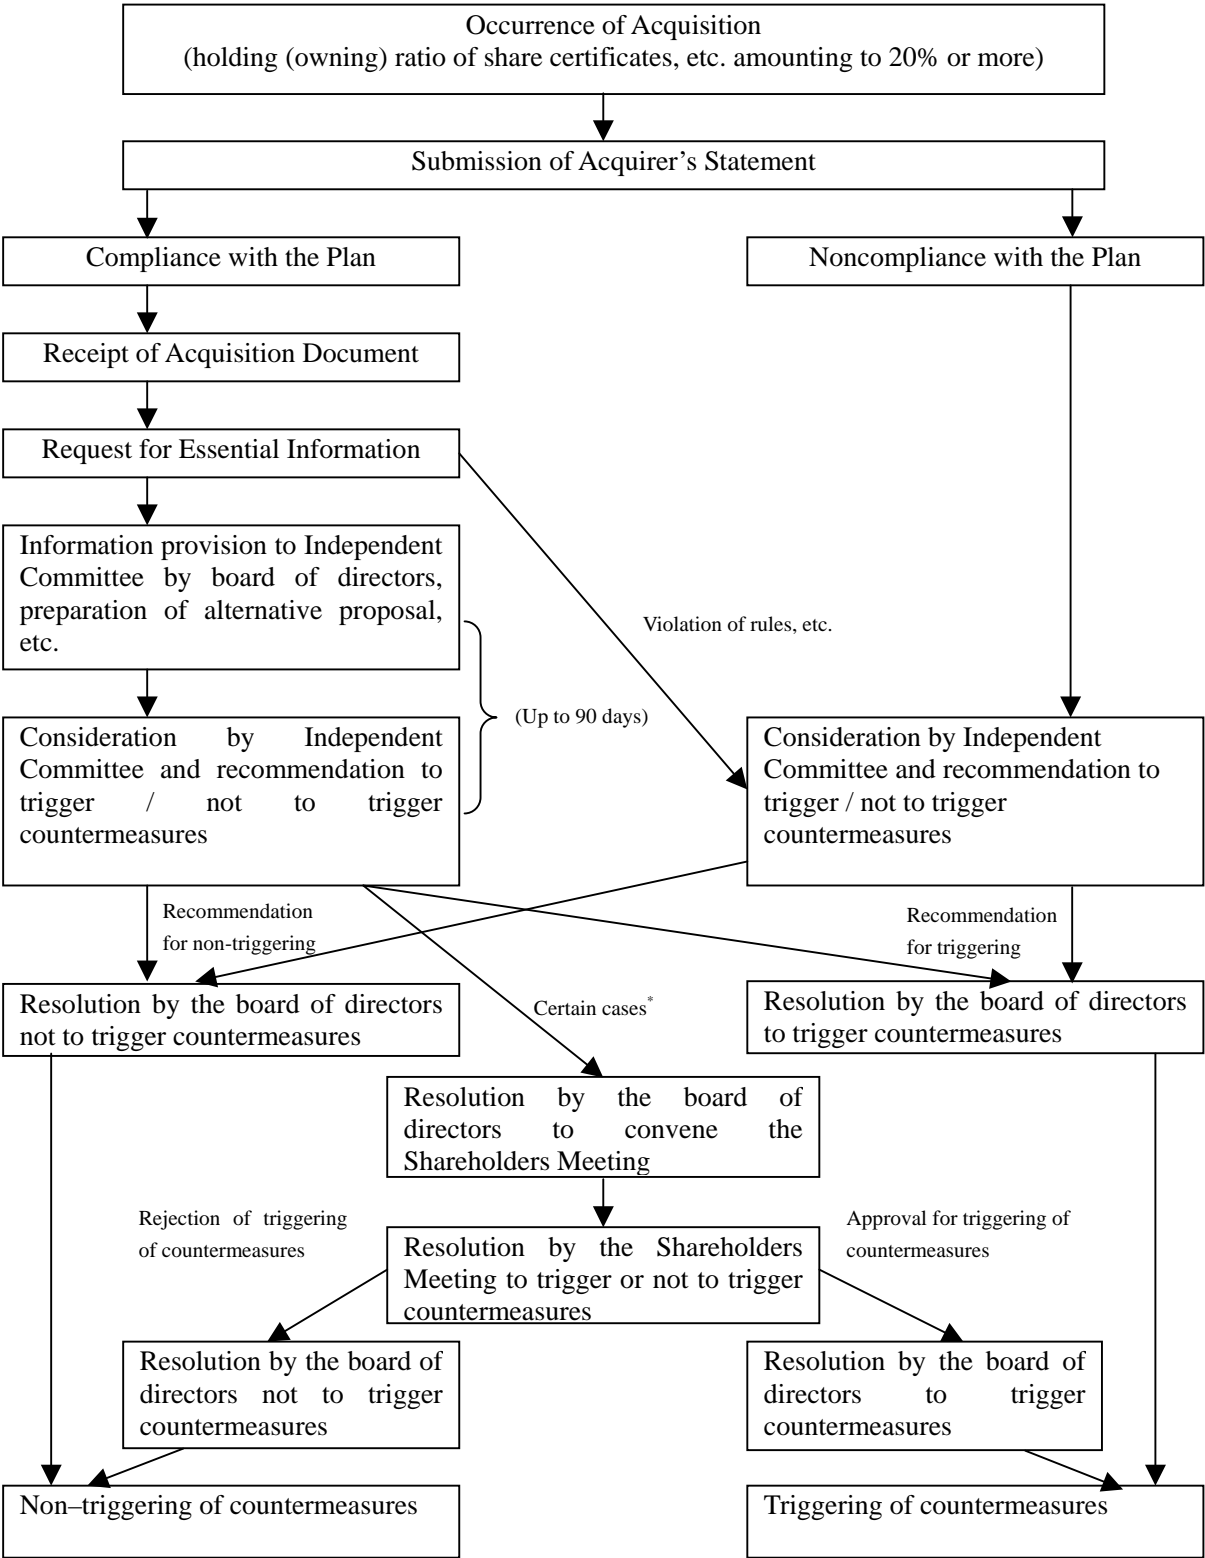 Occurrence of Acquisition
(holding (owning) ratio of share certificates, etc. amounting to 20% or more)
Submission of Acquirer’s Statement
Compliance with the Plan
Noncompliance with the Plan
Receipt of Acquisition Document
Request for Essential Information
Information provision to Independent
Committee by board of directors,
preparation of alternative proposal,
etc.
Violation of rules, etc.
(Up to 90 days)
Consideration by Independent
Committee and recommendation to
trigger / not to trigger
countermeasures
Consideration by Independent
Committee and recommendation to
trigger / not to trigger
countermeasures
Recommendation
for non-triggering
Recommendation
for triggering
Resolution by the board of directors
not to trigger countermeasures
Certain cases*
Resolution by the board of directors
to trigger countermeasures
Resolution by the board of
directors to convene the
Shareholders Meeting
Rejection of triggering
of countermeasures
Approval for triggering of
countermeasures
Resolution by the Shareholders
Meeting to trigger or not to trigger
countermeasures
Resolution by the board of
directors not to trigger
countermeasures
Resolution by the board of
directors to trigger
countermeasures
Non–triggering of countermeasures
Triggering of countermeasures